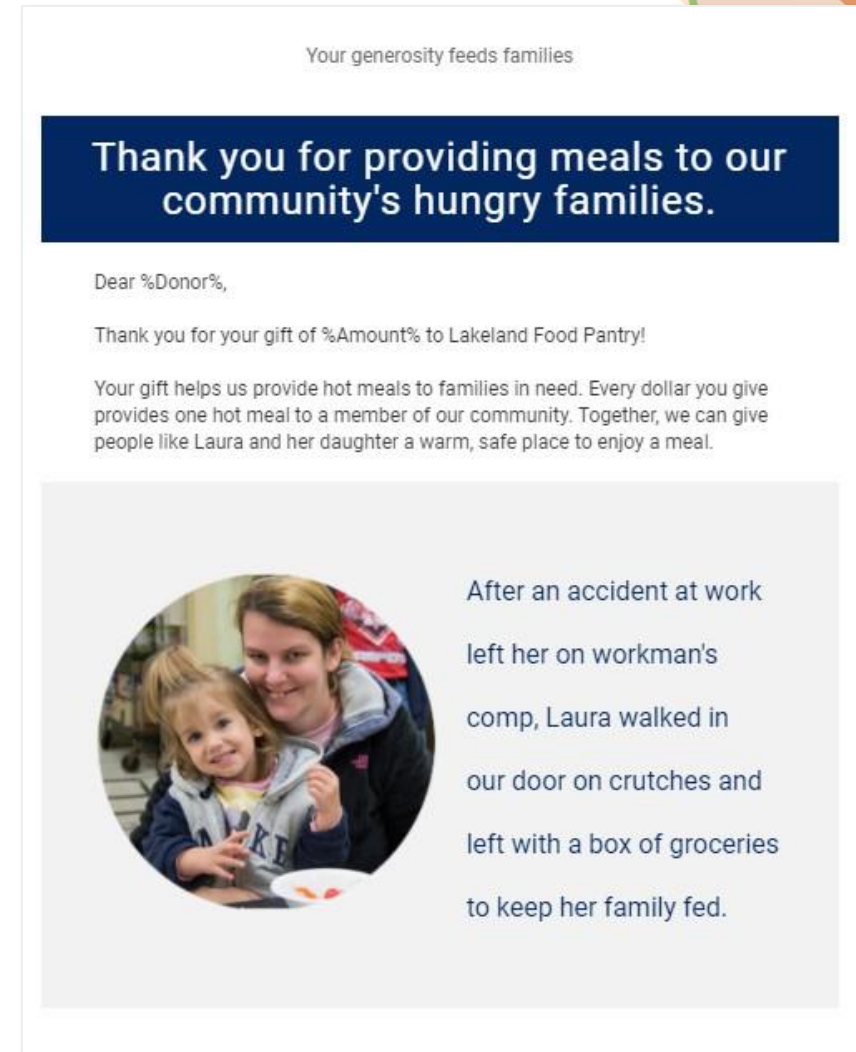 Your generosity feeds families
Thank you for providing meals to our
community's hungry families.
Dear %Donor%,
Thank you for your gift of %Amount% to Lakeland Food Pantry!
Your gift helps us provide hot meals to families in need. Every dollar you give
provides one hot meal to a member of our community. Together, we can give
people like Laura and her daughter a warm, safe place to enjoy a meal.
After an accident at work
left her on workman's
comp, Laura walked in
our door on crutches and
left with a box of groceries
to keep her family fed.